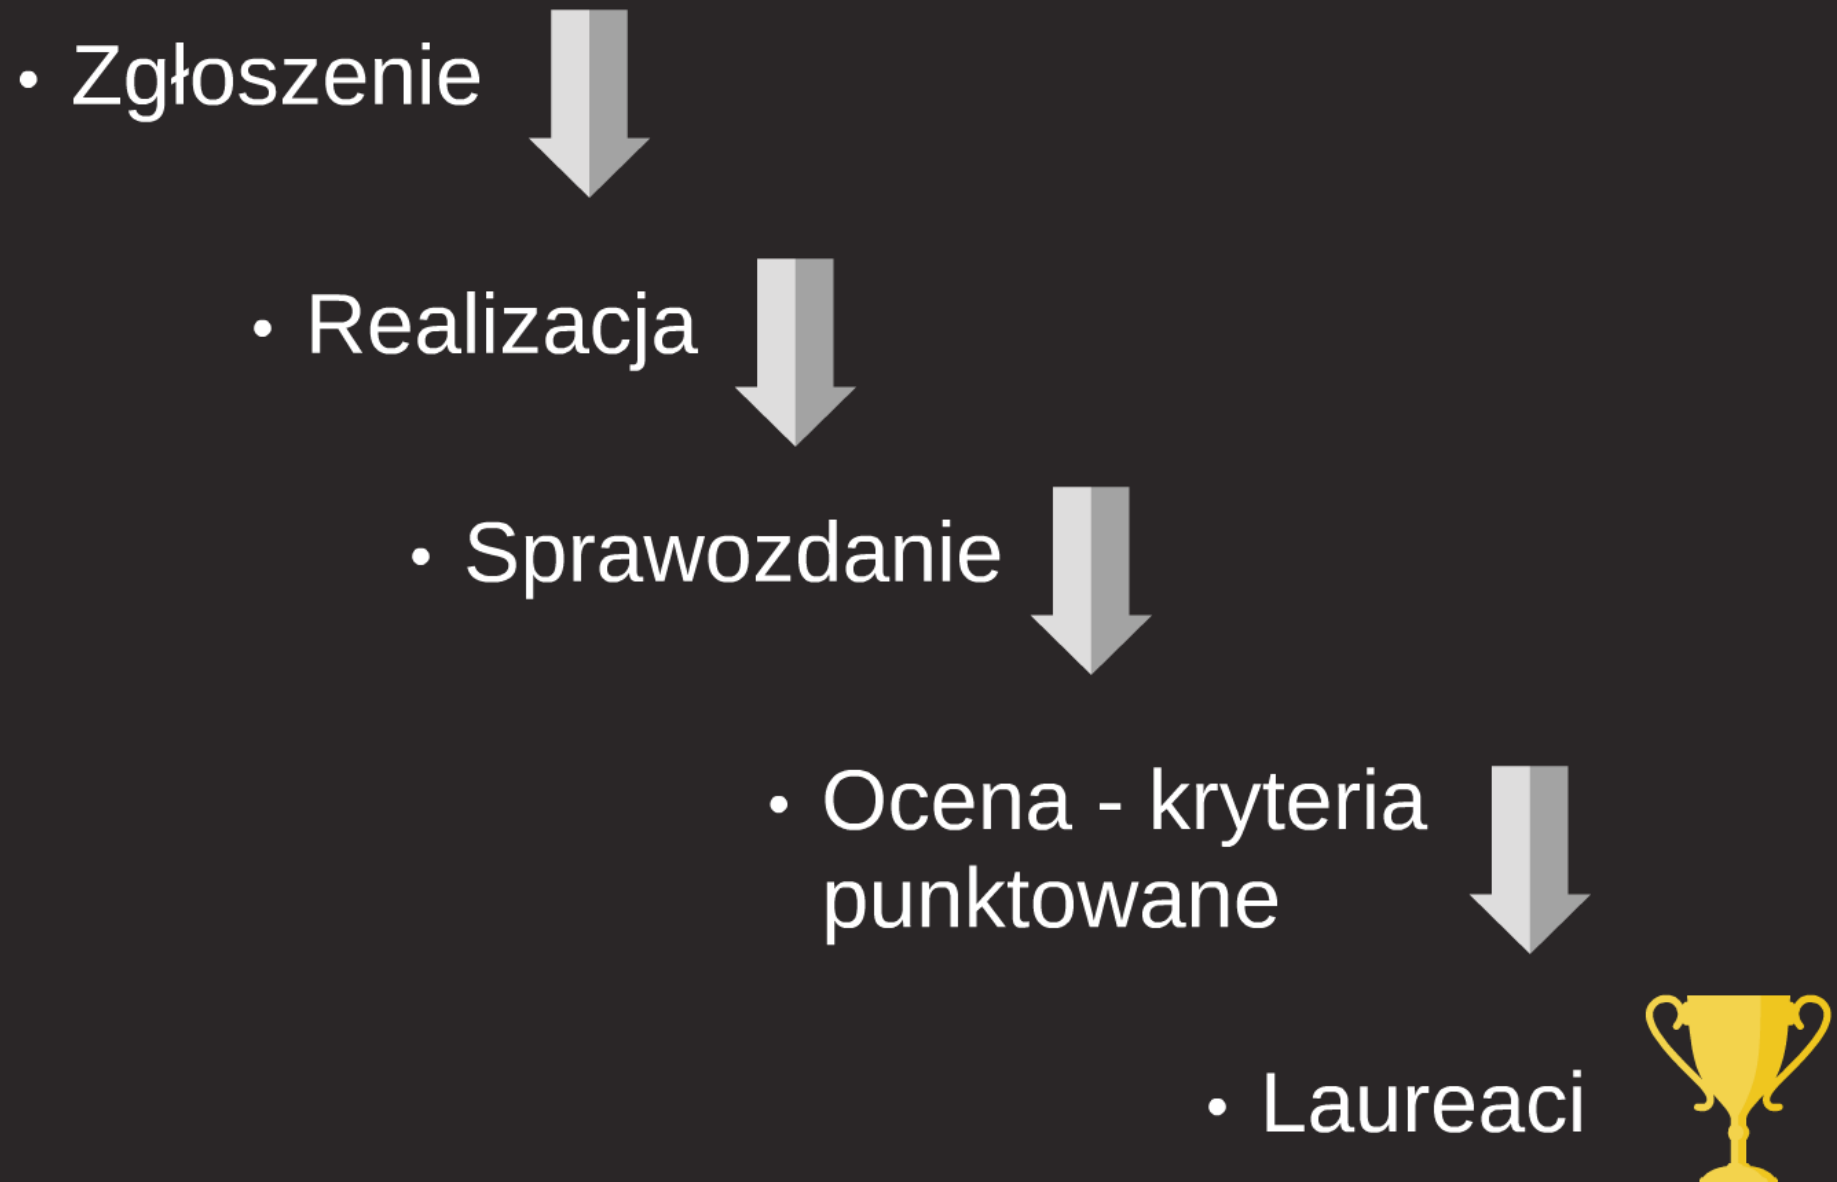 • Zgłoszenie
• Realizacja
• Sprawozdanie
• Ocena - kryteria
punktowane
• Laureaci